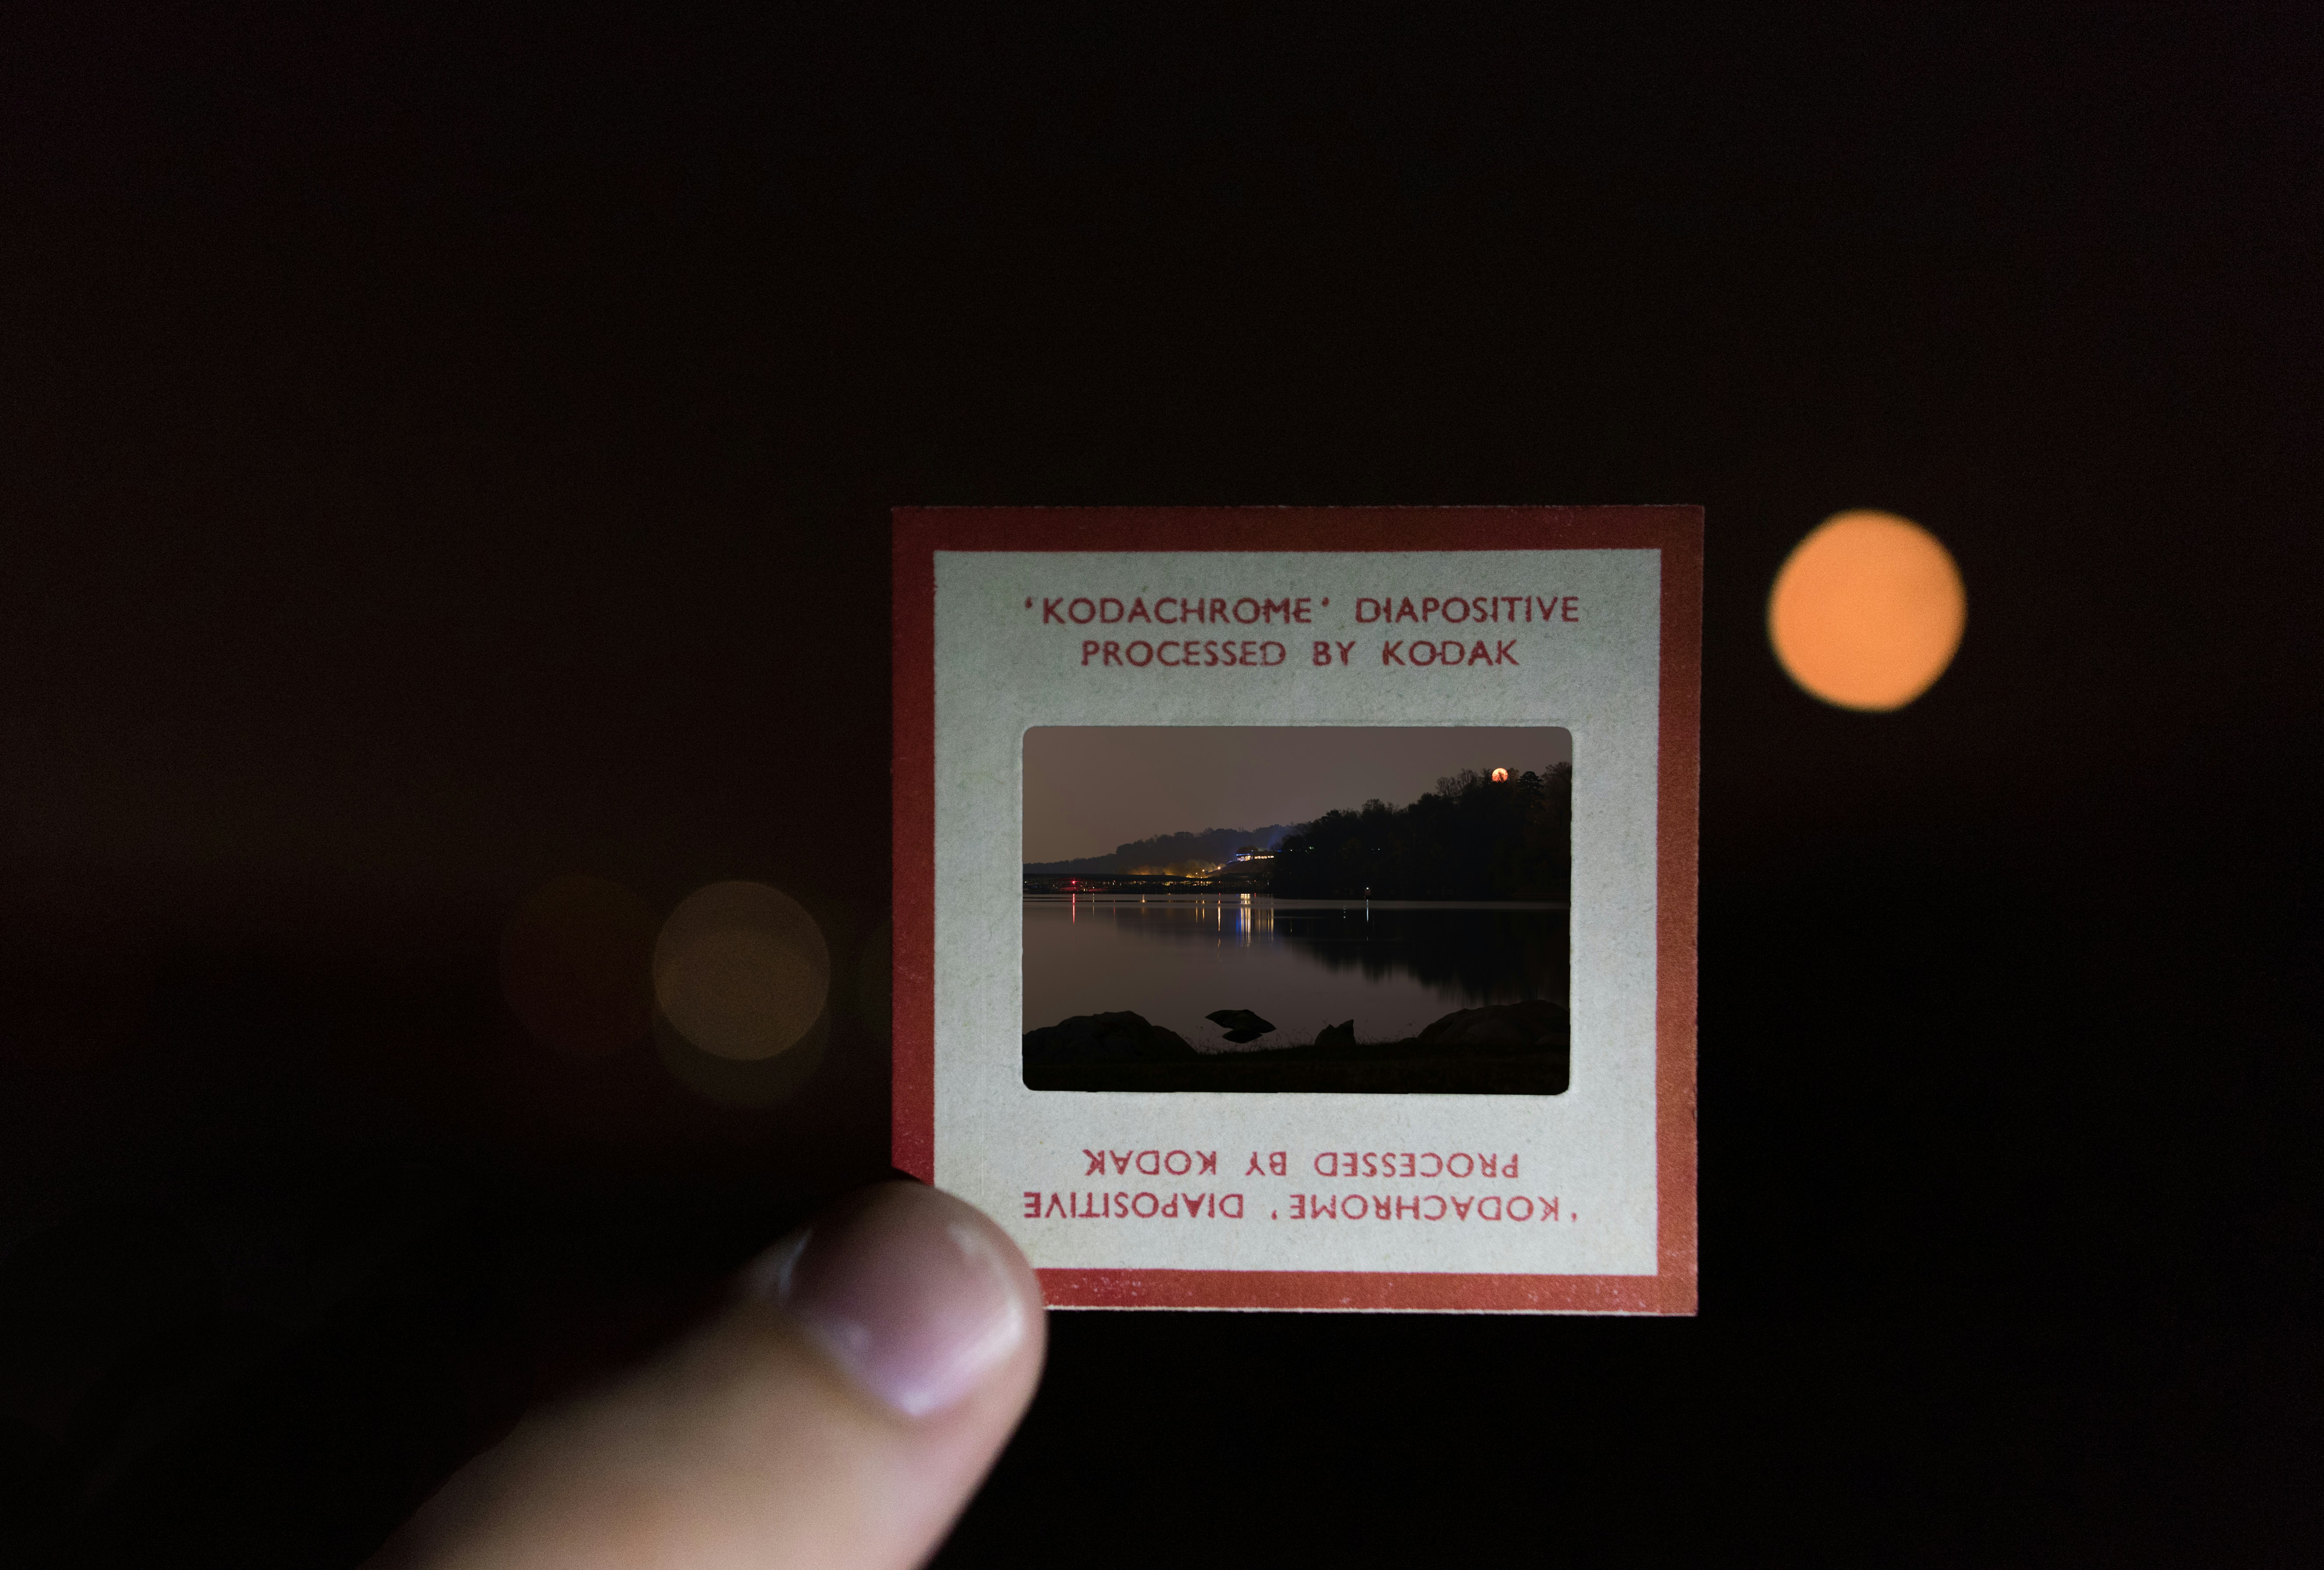 ‘KODACHROME’ DIAPOSITIVE
PROCESSED BY KODAK
‘KODACHROME’ DIAPOSITIVE
PROCESSED BY KODAK